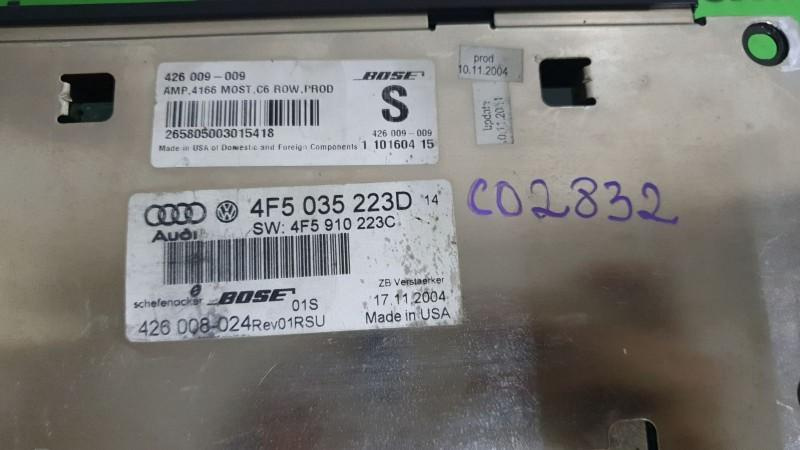 426 009-009
BOSE
AMP,4166 MOST,C6 ROW,PROD
S
265805003015418
426 009-009
Made in USA of Domestic and Foreign Components
1 101604 15
prod
10.11.2004
update
CD2832
4F5 035 223D 14
Audi
SW: 4F5 910 223C
schefenacker
BOSE
01S
ZB Verstaerker
17.11.2004
426 008-024Rev01RSU
Made in USA